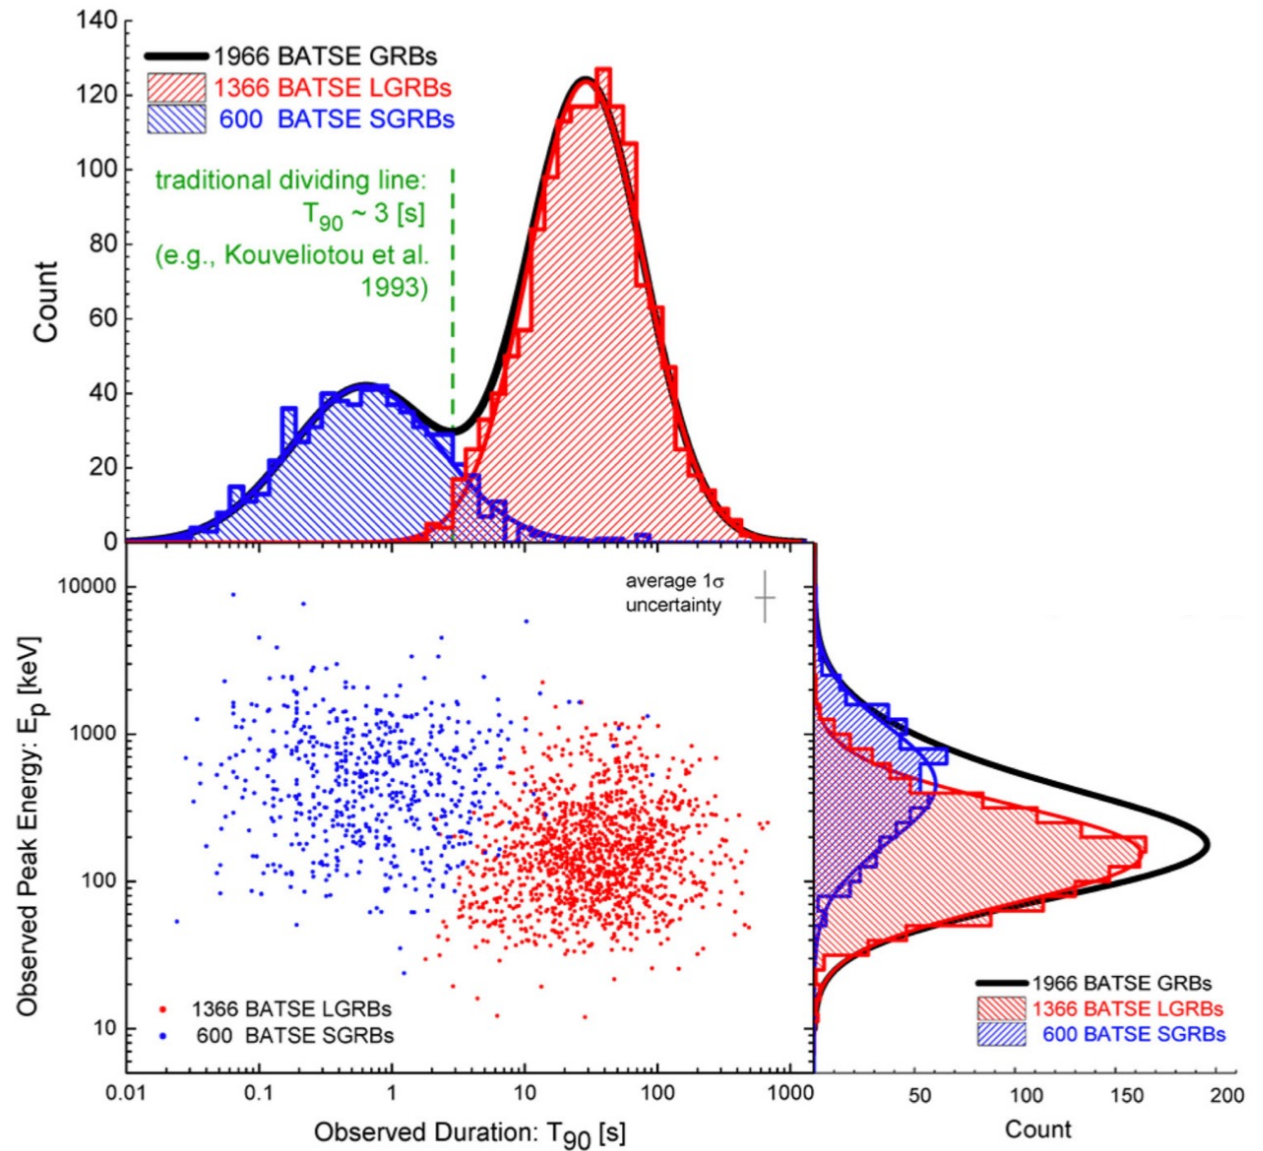 140
120
100
80
60
40
20
0
Count
1966 BATSE GRBs
1366 BATSE LGRBs
600 BATSE SGRBs
traditional dividing line:
T90 ~ 3 [s]
(e.g., Kouveliotou et al.
1993)
10000
1000
100
10
Observed Peak Energy: Ep [keV]
average 1σ
uncertainty
1366 BATSE LGRBs
600 BATSE SGRBs
0.01
0.1
1
10
100
1000
Observed Duration: T90 [s]
1966 BATSE GRBs
1366 BATSE LGRBs
600 BATSE SGRBs
50
100
150
200
Count